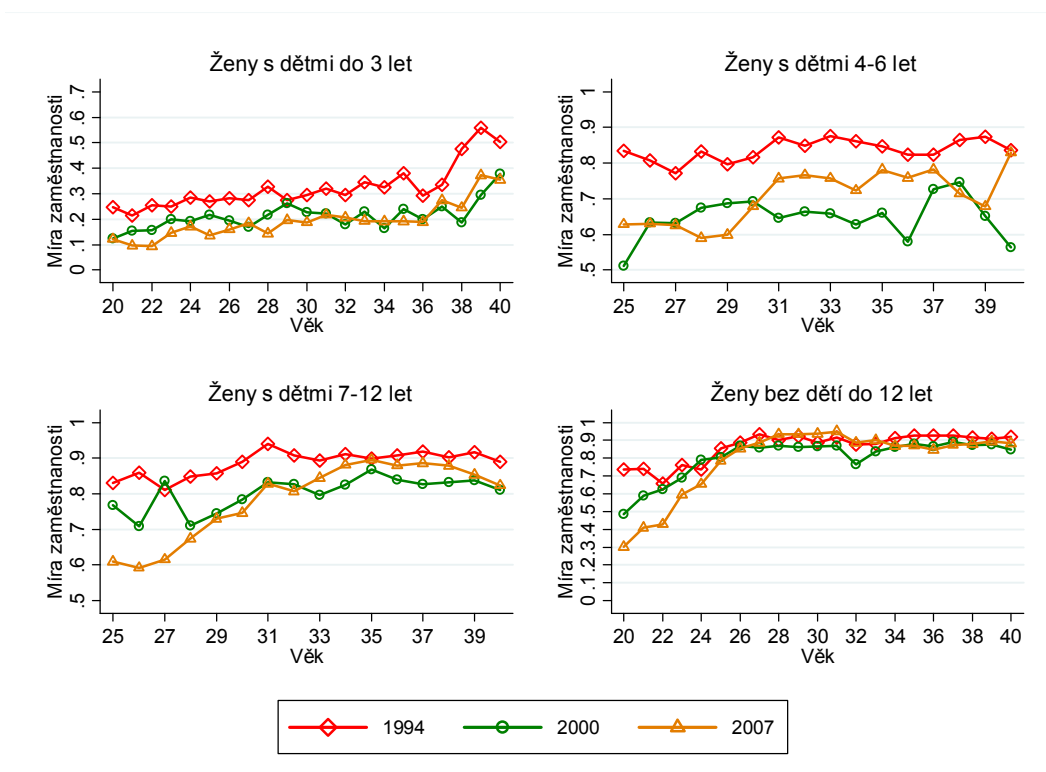 Ženy s dětmi do 3 let
Míra zaměstnanosti
0 .1 .2 .3 .4 .5 .6 .7
20 22 24 26 28 30 32 34 36 38 40
Věk
Ženy s dětmi 4-6 let
Míra zaměstnanosti
.5 .6 .7 .8 .9 1
25 27 29 31 33 35 37 39
Věk
Ženy s dětmi 7-12 let
Míra zaměstnanosti
.5 .6 .7 .8 .9 1
25 27 29 31 33 35 37 39
Věk
Ženy bez dětí do 12 let
Míra zaměstnanosti
0 .1 .2 .3 .4 .5 .6 .7 .8 .9 1
20 22 24 26 28 30 32 34 36 38 40
Věk
1994 2000 2007